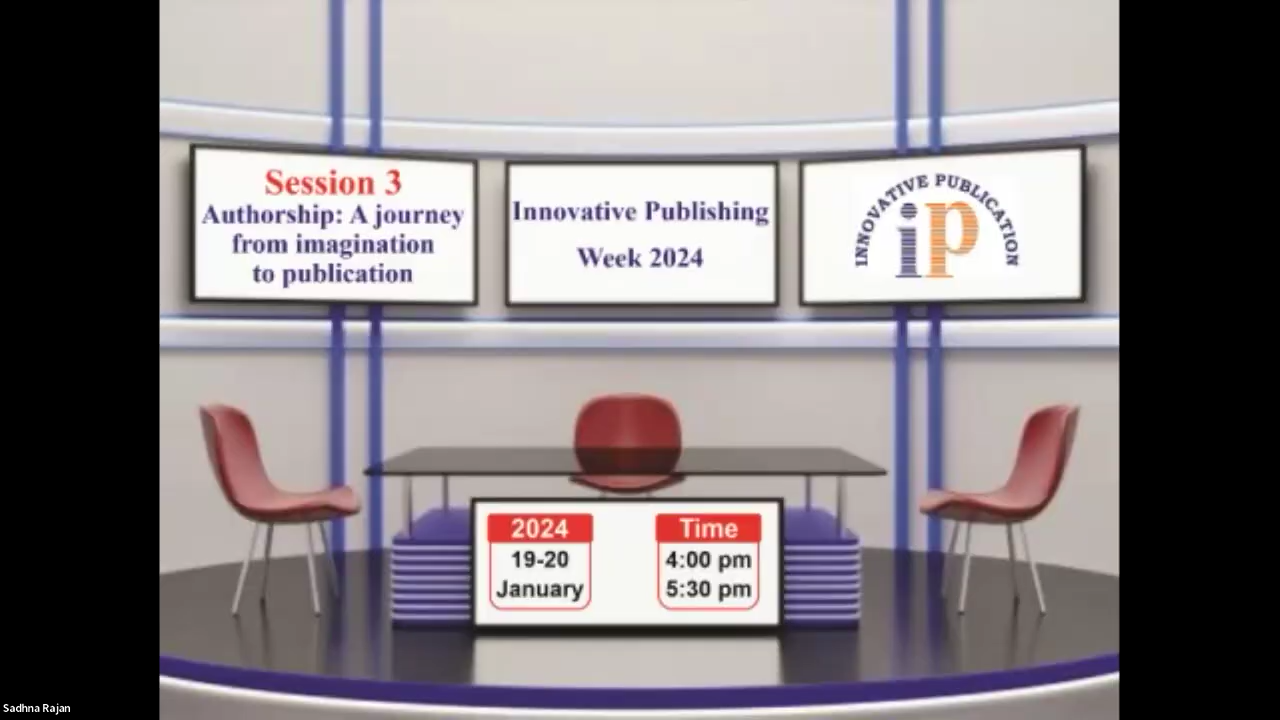 Session 3
Authorship: A journey
from imagination
to publication
Innovative Publishing
Week 2024
INNOVATIVE PUBLICATION
ip
2024
19-20
January
Time
4:00 pm
5:30 pm
Sadhna Rajan